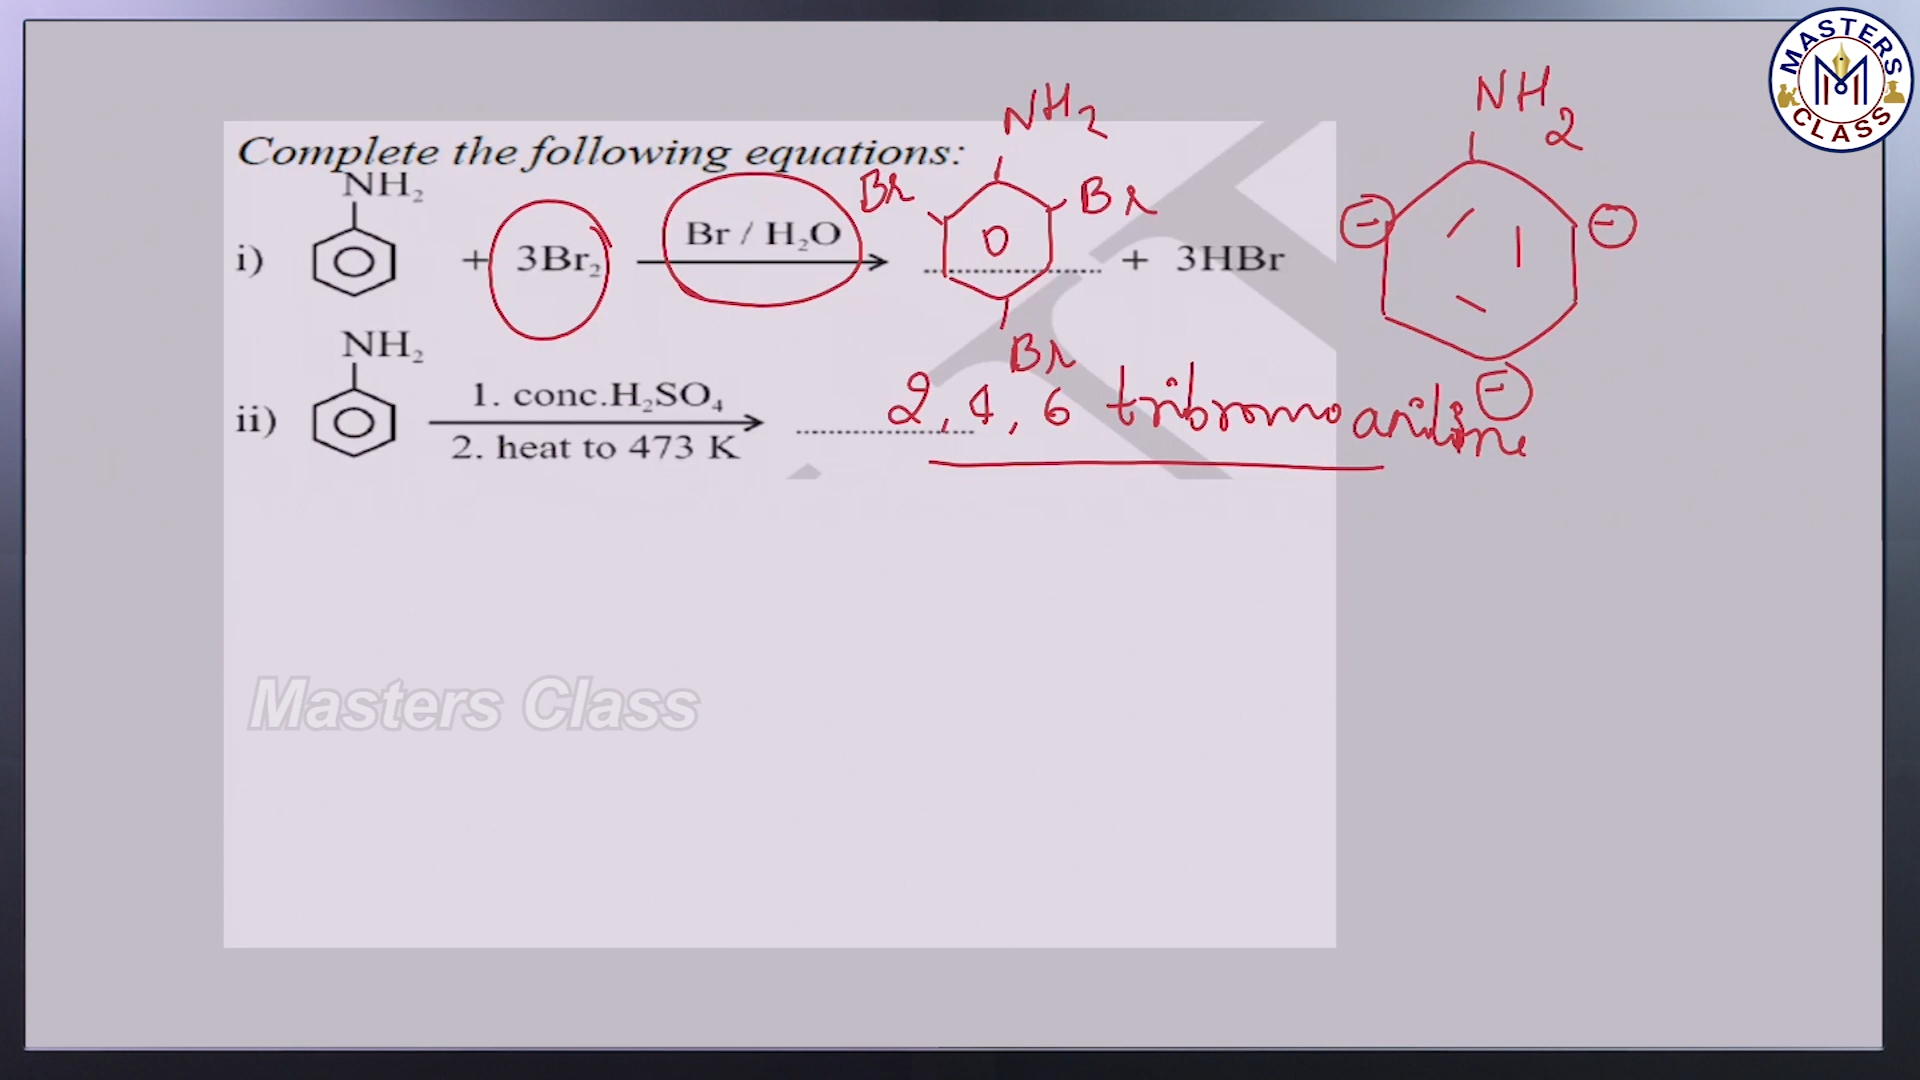 MASTERS
M
CLASS
NH2
NH2
Complete the following equations:
NH₂
Br
Br
i) + 3Br₂ Br / H₂O .............................. + 3HBr
Br
NH₂
2, 4, 6 tribromo aniline
ii) 1. conc.H₂SO₄ ..............................
2. heat to 473 K
Masters Class